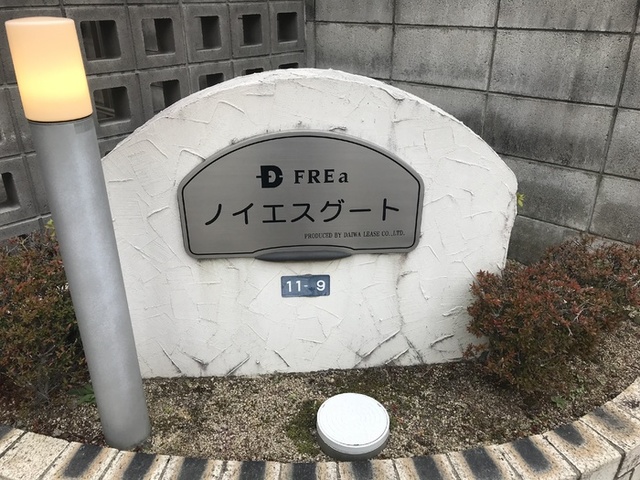 D FREa
ノイエスグート
PRODUCED BY DAIWA LEASE CO.,LTD.
11-9